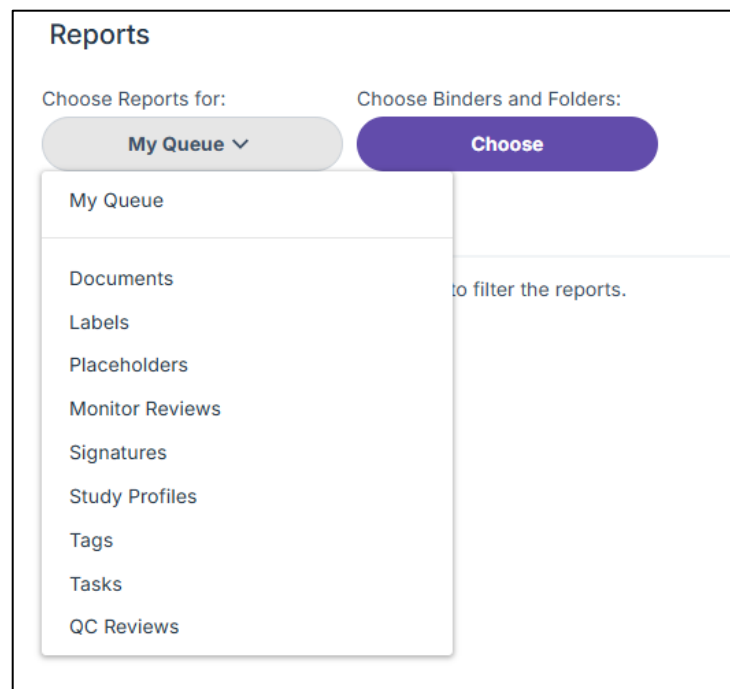 Reports
Choose Reports for:
Choose Binders and Folders:
My Queue
Choose
My Queue
Documents
to filter the reports.
Labels
Placeholders
Monitor Reviews
Signatures
Study Profiles
Tags
Tasks
QC Reviews